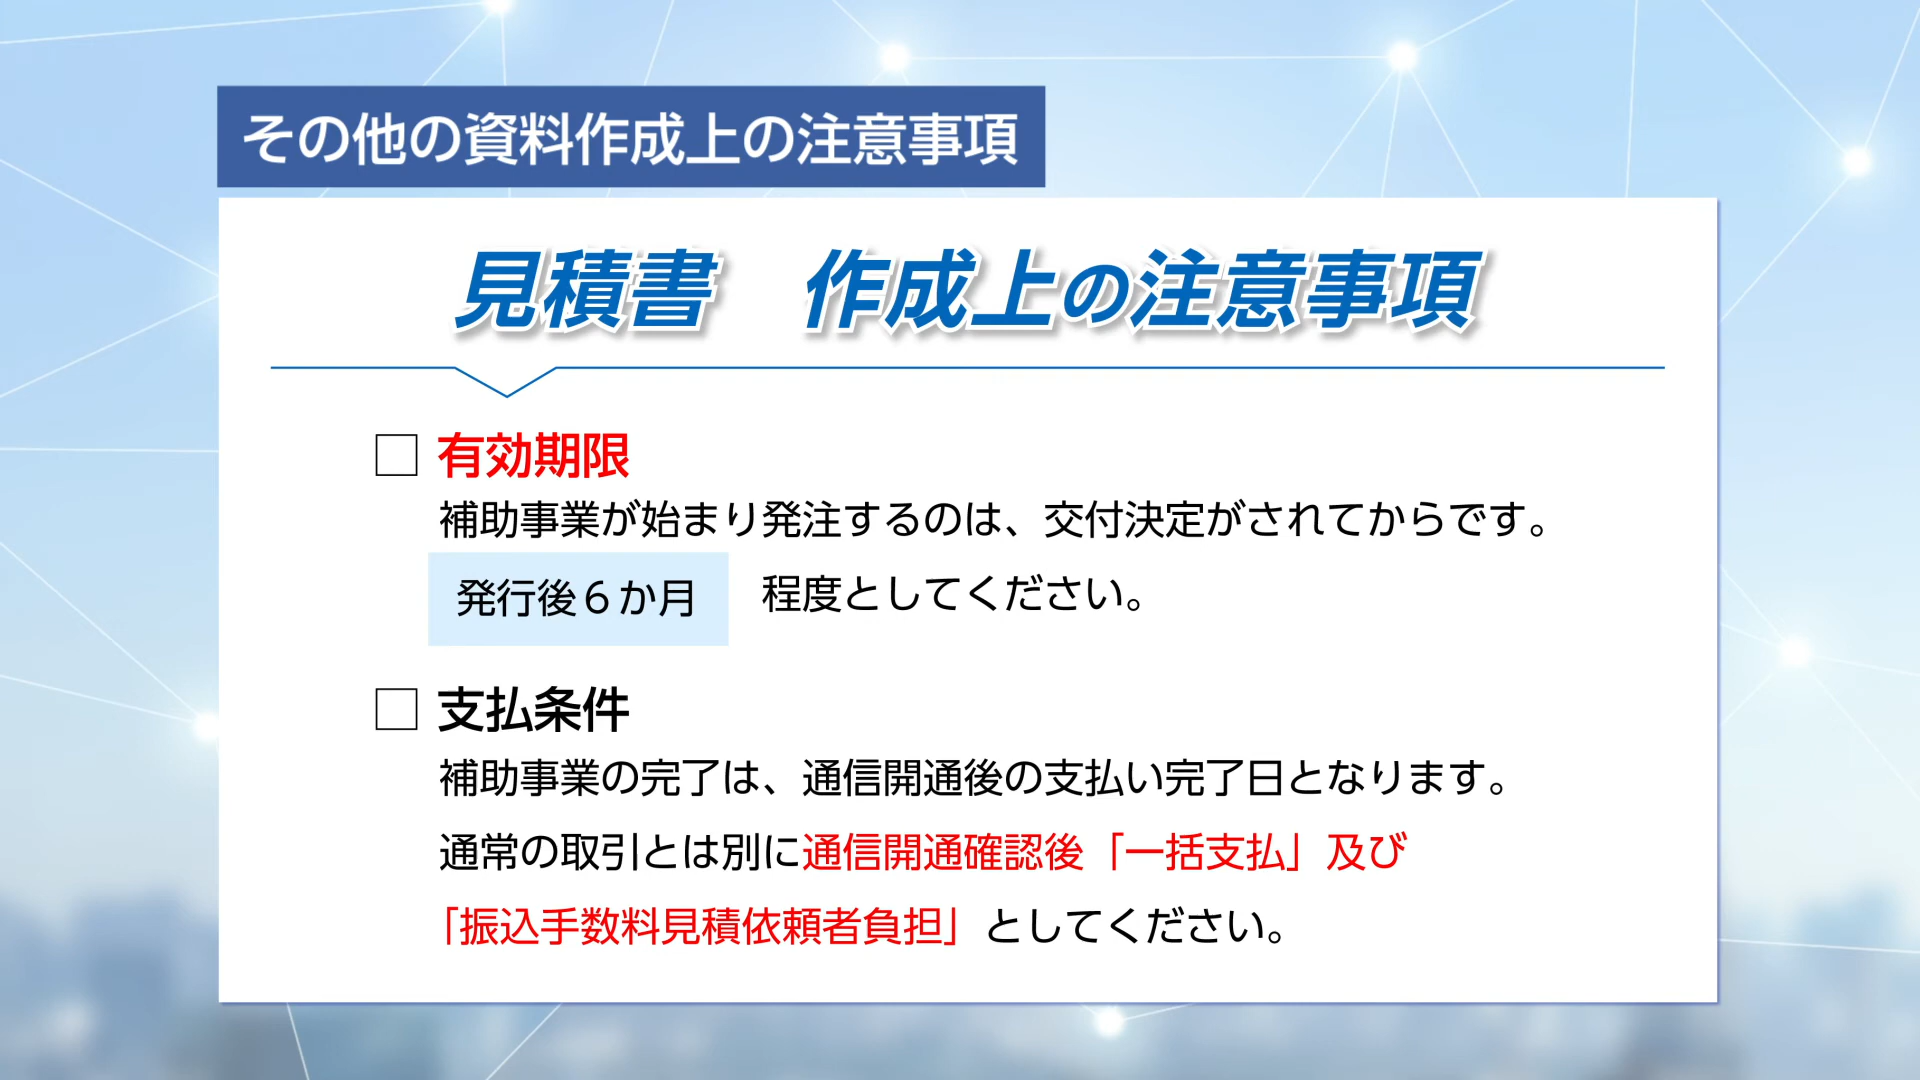 その他の資料作成上の注意事項
見積書　作成上の注意事項
□ 有効期限
補助事業が始まり発注するのは、交付決定がされてからです。
発行後６か月　程度としてください。
□ 支払条件
補助事業の完了は、通信開通後の支払い完了日となります。
通常の取引とは別に通信開通確認後「一括支払」及び
「振込手数料見積依頼者負担」としてください。